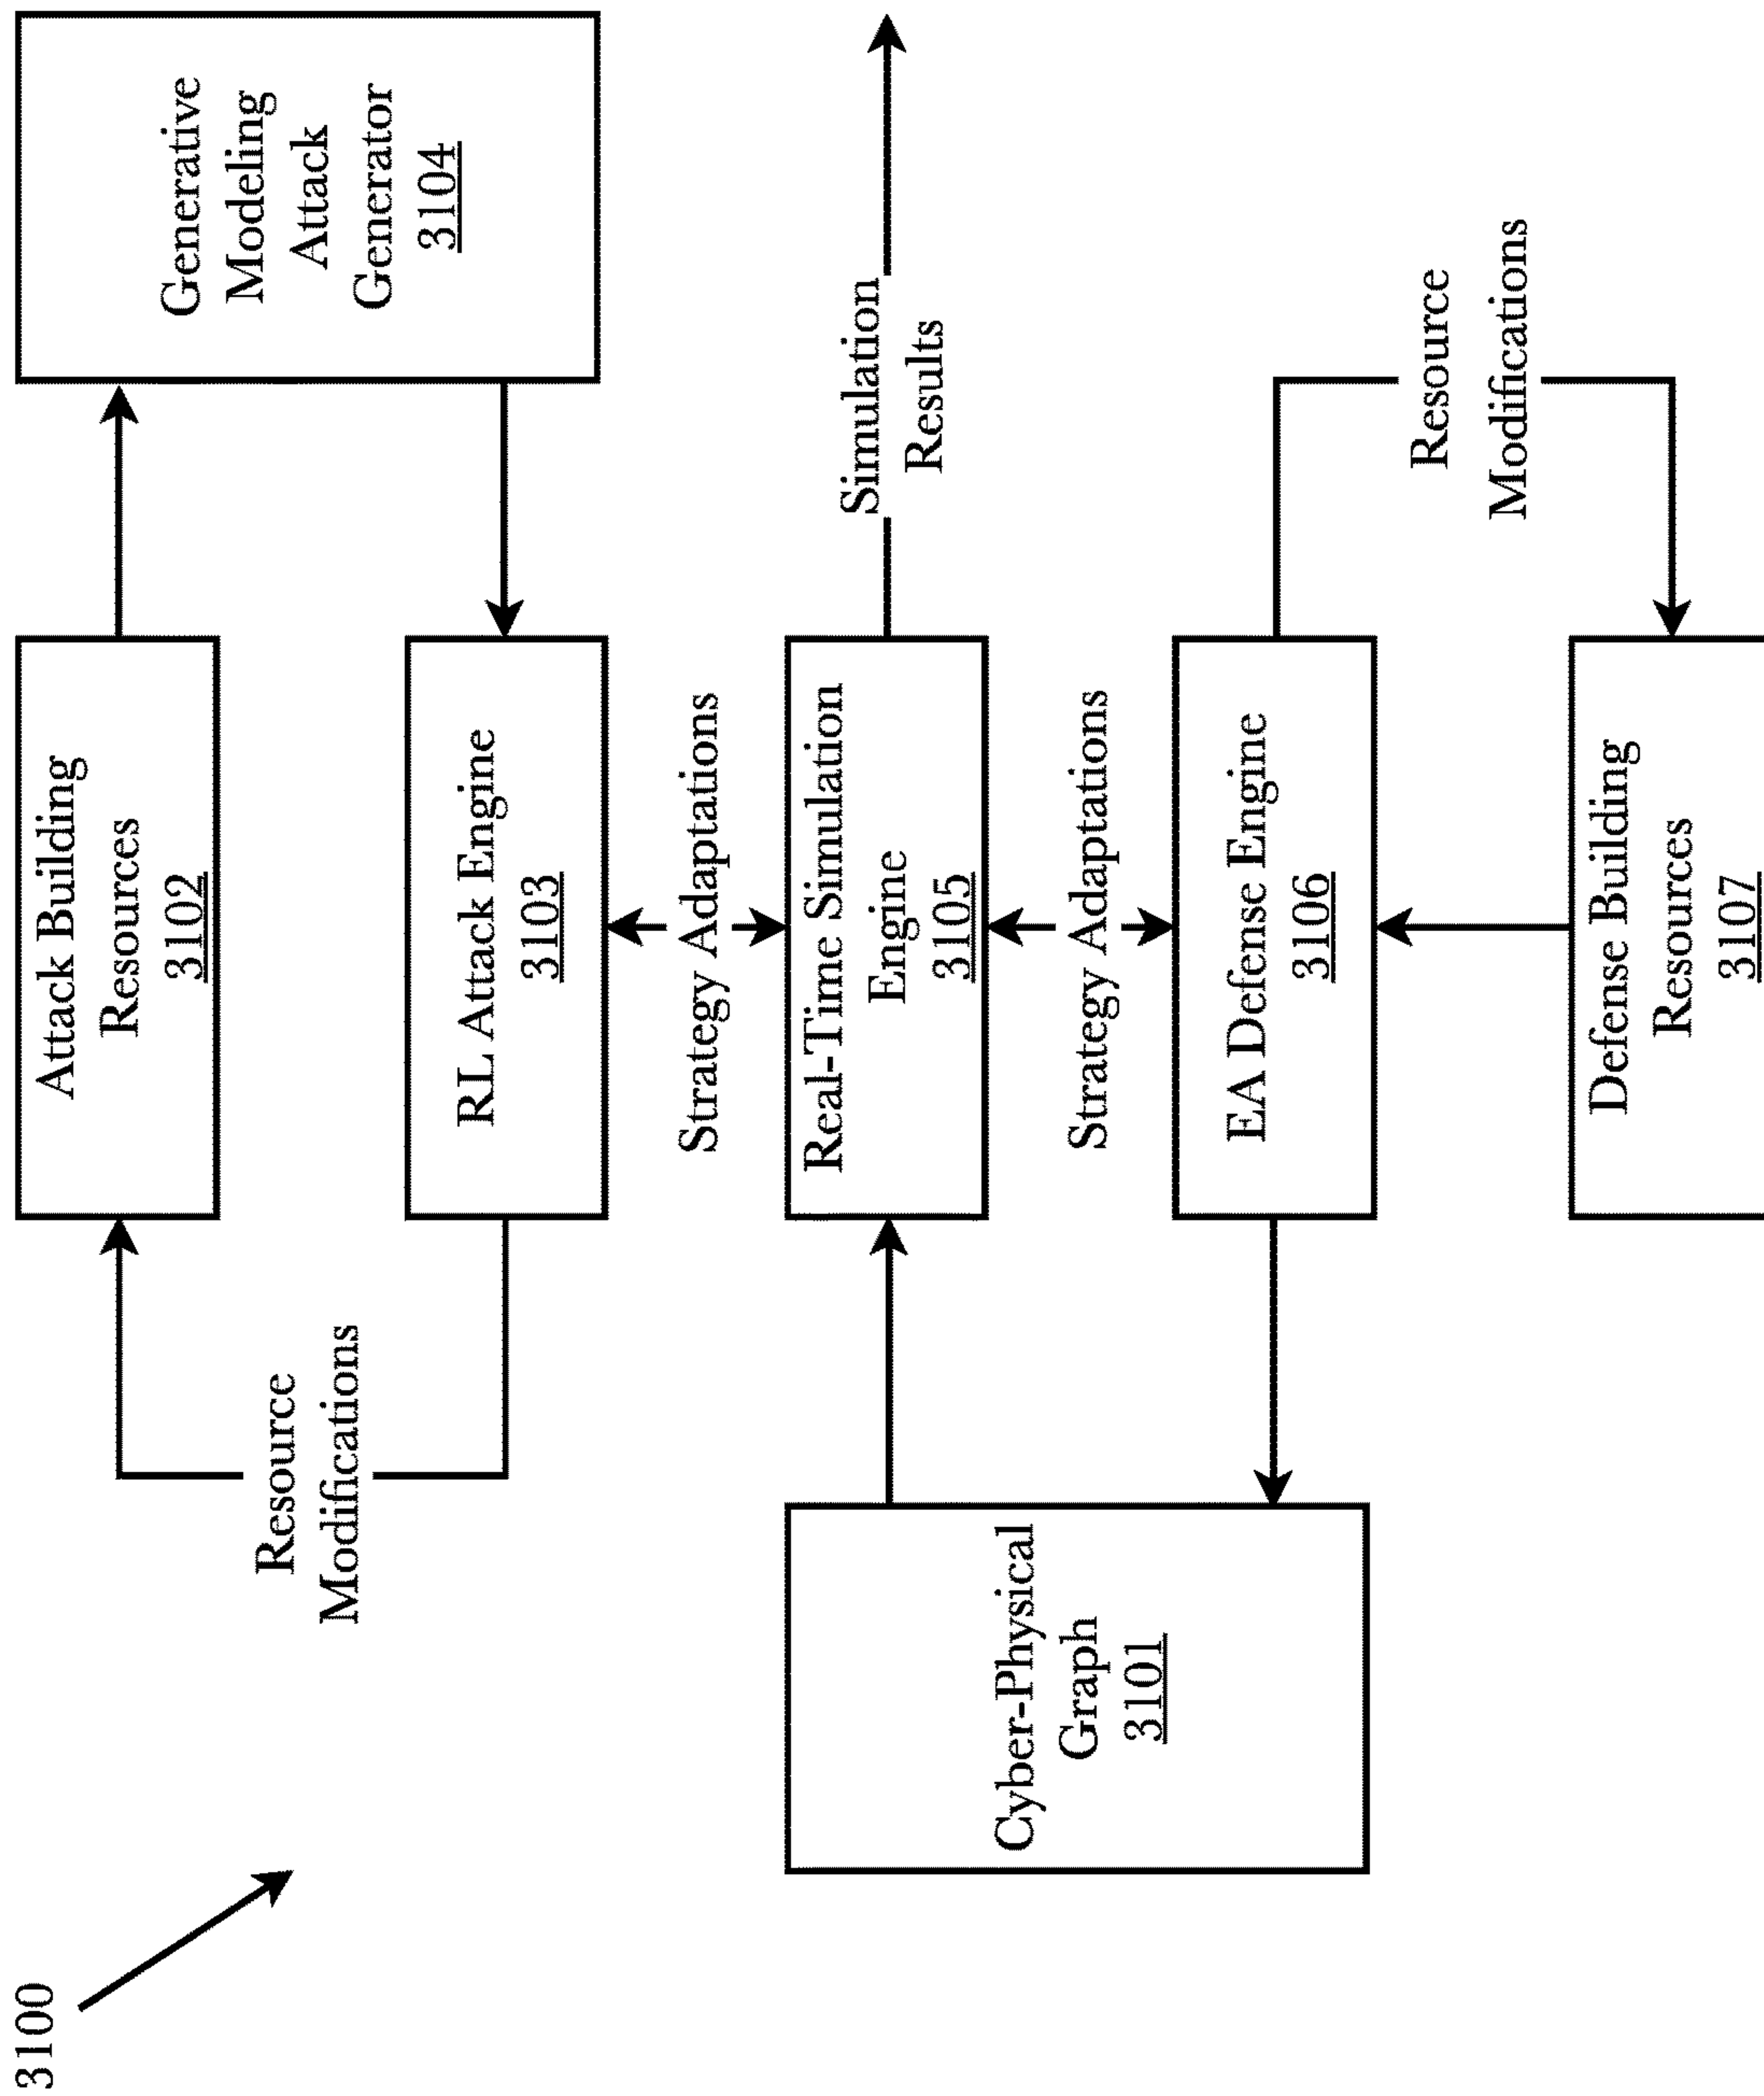 3100
Attack Building
Resources
3102
Generative
Modeling
Attack
Generator
3104
Resource
Modifications
RL Attack Engine
3103
Strategy Adaptations
Real-Time Simulation
Engine
3105
Simulation
Results
Cyber-Physical
Graph
3101
Strategy Adaptations
EA Defense Engine
3106
Resource
Modifications
Defense Building
Resources
3107